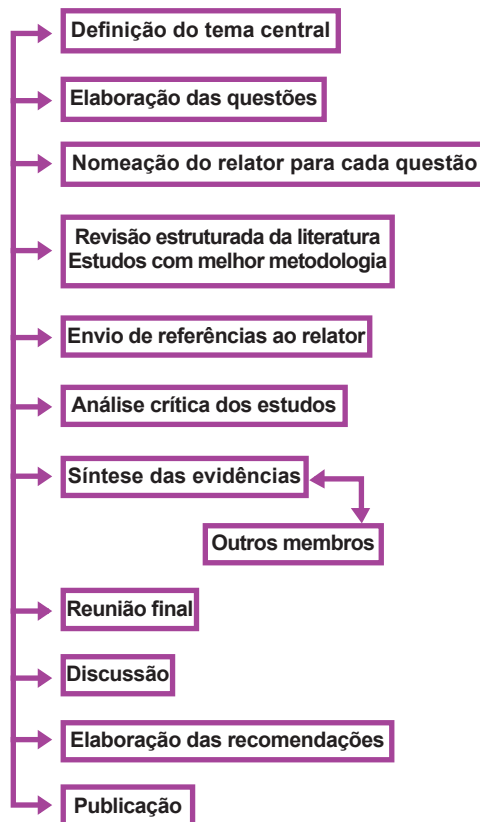 Definição do tema central
Elaboração das questões
Nomeação do relator para cada questão
Revisão estruturada da literatura
Estudos com melhor metodologia
Envio de referências ao relator
Análise crítica dos estudos
Síntese das evidências
Outros membros
Reunião final
Discussão
Elaboração das recomendações
Publicação